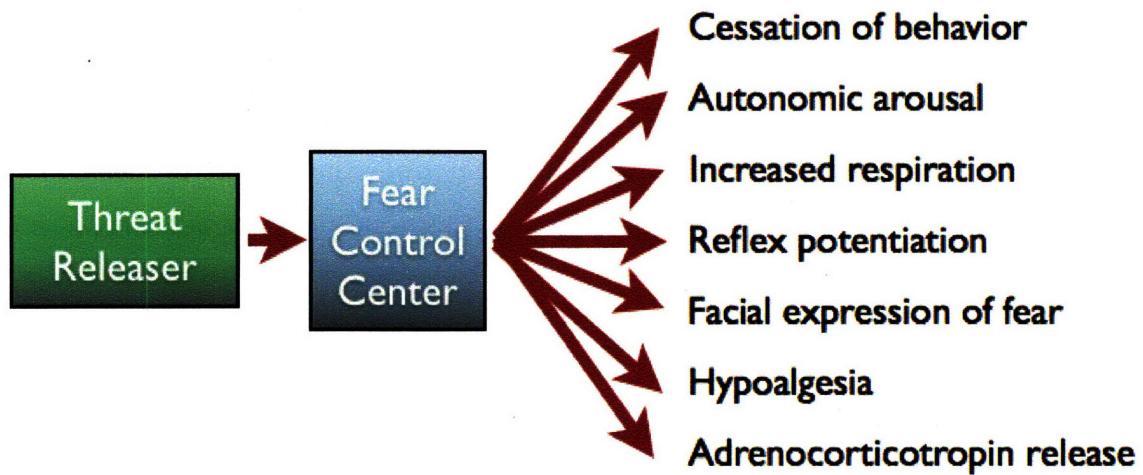 Threat
Releaser
Fear
Control
Center
Cessation of behavior
Autonomic arousal
Increased respiration
Reflex potentiation
Facial expression of fear
Hypoalgesia
Adrenocorticotropin release